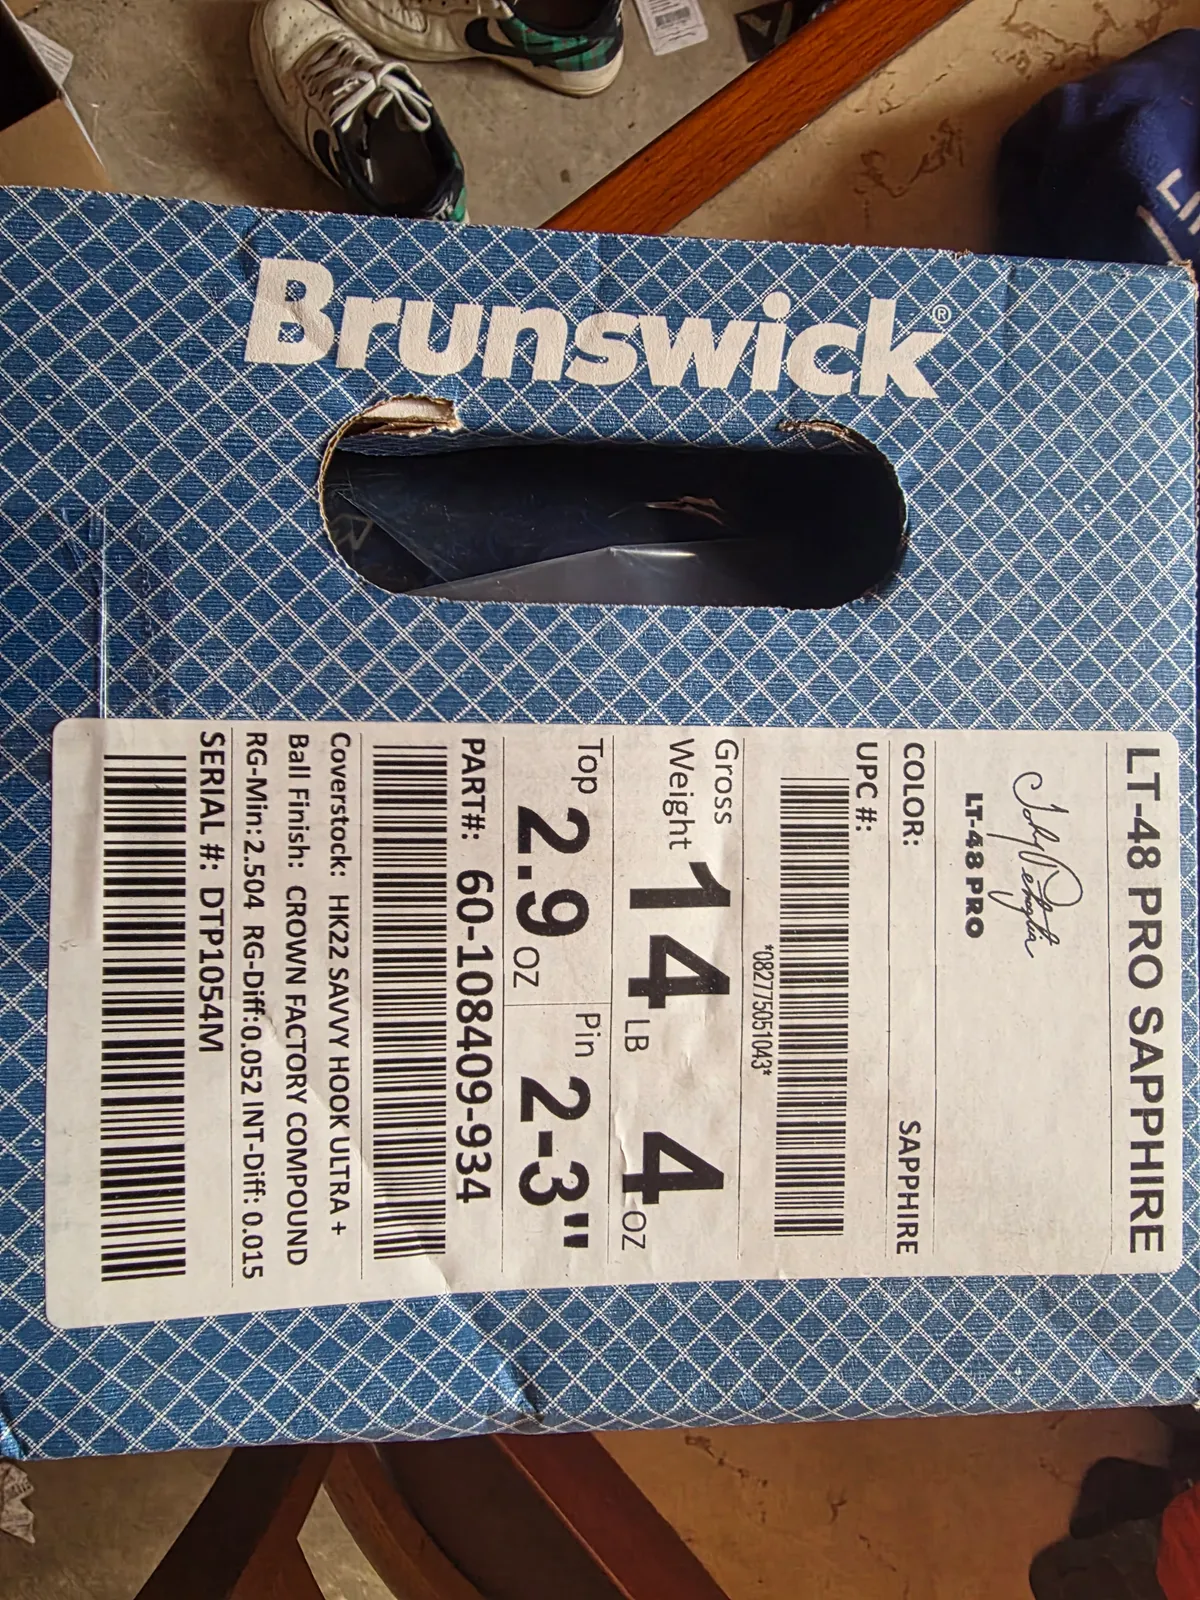 Brunswick®
LT-48 PRO SAPPHIRE
Johnny Petraglia
LT-48 PRO
COLOR: SAPPHIRE
UPC #:
*082775051043*
Gross Weight 14 LB 4 OZ
Top 2.9 OZ Pin 2-3"
PART#: 60-108409-934
Coverstock: HK22 SAVVY HOOK ULTRA +
Ball Finish: CROWN FACTORY COMPOUND
RG-Min: 2.504 RG-Diff: 0.052 INT-Diff: 0.015
SERIAL #: DTP1054M